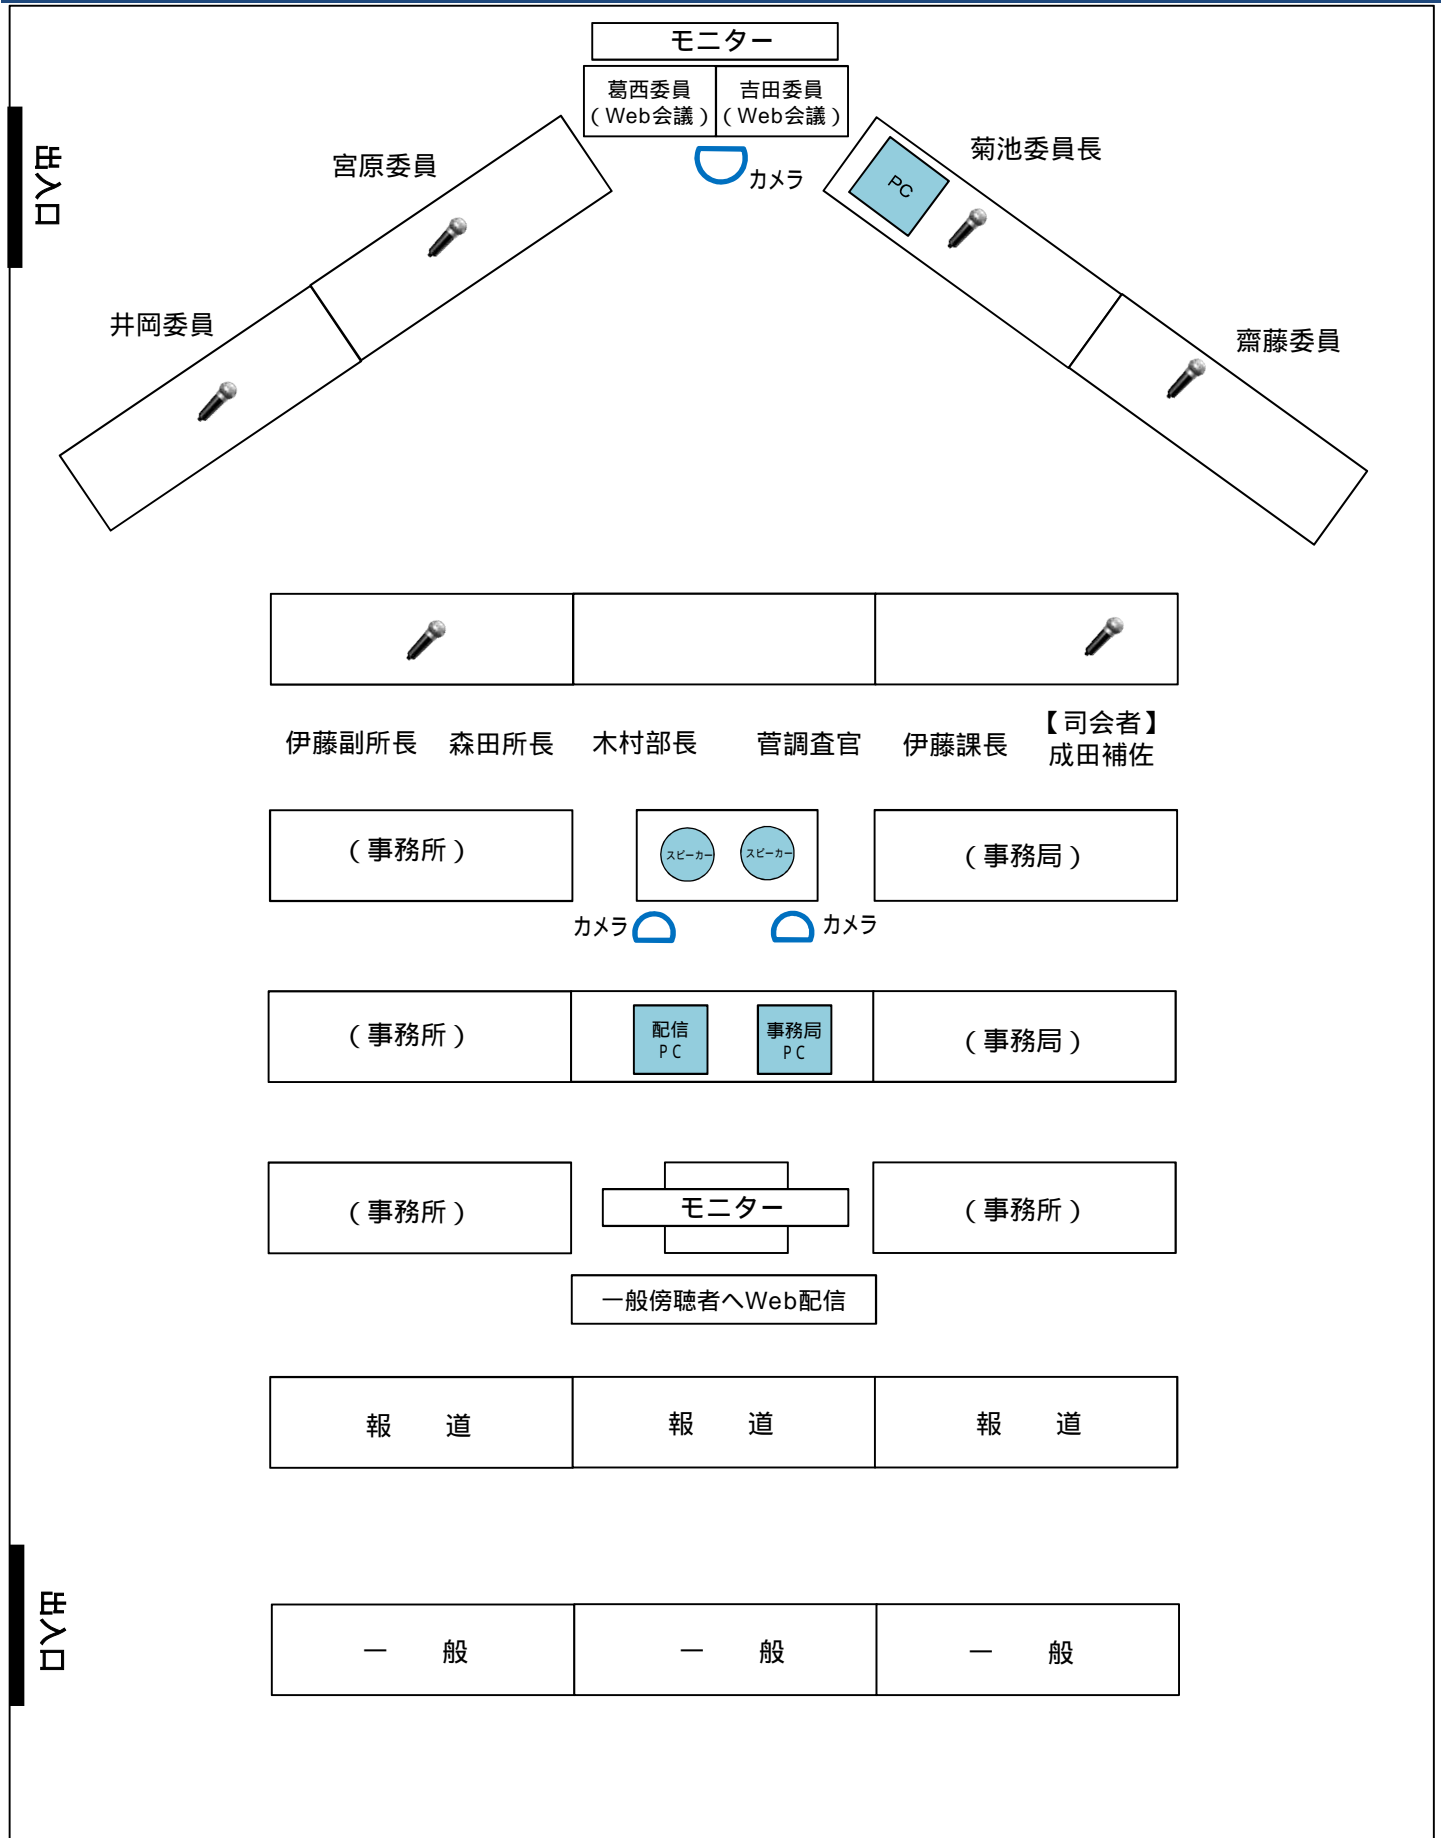 モニター
葛西委員
（Web会議）
吉田委員
（Web会議）
カメラ
出入口
宮原委員
菊池委員長
PC
井岡委員
齋藤委員
伊藤副所長
森田所長
木村部長
菅調査官
伊藤課長
【司会者】
成田補佐
（事務所）
スピーカー
スピーカー
（事務局）
カメラ
カメラ
（事務所）
配信
PC
事務局
PC
（事務局）
（事務所）
モニター
（事務所）
一般傍聴者へWeb配信
報　道
報　道
報　道
出入口
一　般
一　般
一　般